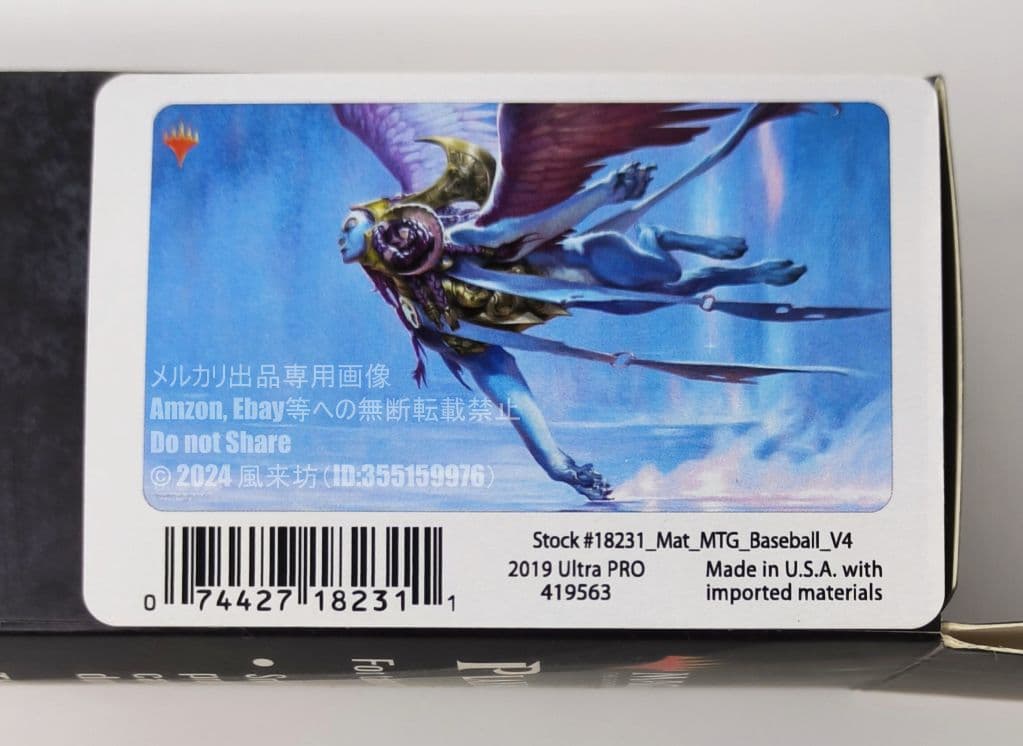 メルカリ出品専用画像
Amzon, Ebay等への無断転載禁止
Do not Share
© 2024 風来坊（ID:355159976）
0 74427 18231 1
Stock #18231_Mat_MTG_Baseball_V4
2019 Ultra PRO
419563
Made in U.S.A. with
imported materials